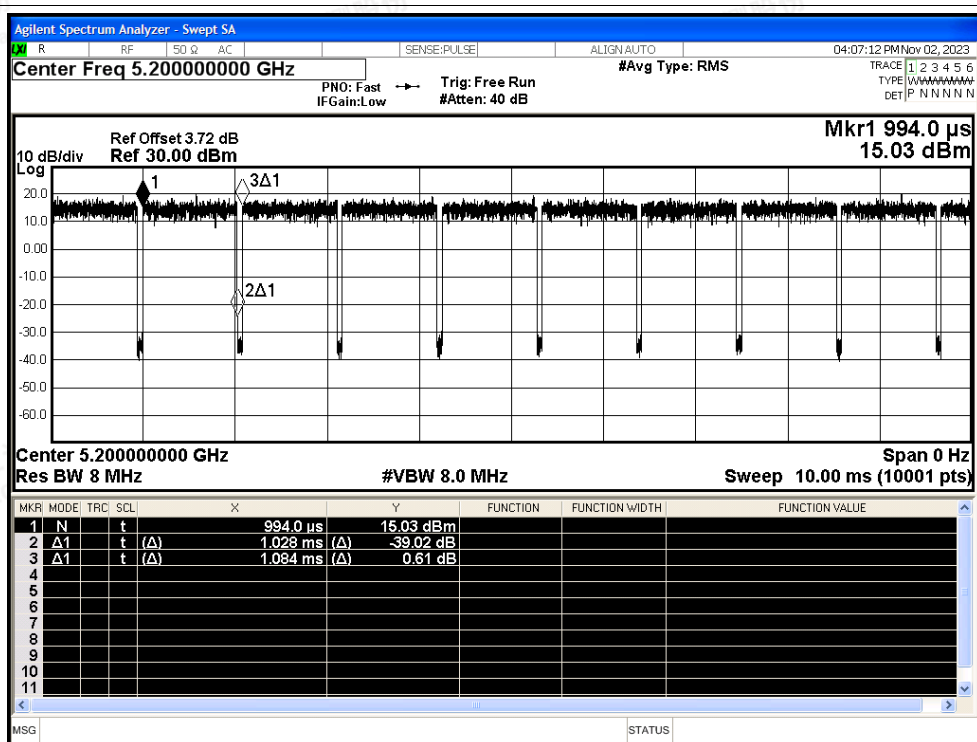 Agilent Spectrum Analyzer - Swept SA
LXI R RF 50 Ω AC SENSE:PULSE ALIGN AUTO 04:07:12 PM Nov 02, 2023
Center Freq 5.200000000 GHz #Avg Type: RMS TRACE 1 2 3 4 5 6
PNO: Fast Trig: Free Run TYPE WWWWWW
IFGain:Low #Atten: 40 dB DET P N N N N N
Ref Offset 3.72 dB Mkr1 994.0 µs
10 dB/div Ref 30.00 dBm 15.03 dBm
Log
1 3Δ1
20.0
10.0
0.00
-10.0
2Δ1
-20.0
-30.0
-40.0
-50.0
-60.0
Center 5.200000000 GHz Span 0 Hz
Res BW 8 MHz #VBW 8.0 MHz Sweep 10.00 ms (10001 pts)
MKR MODE TRC SCL X Y FUNCTION FUNCTION WIDTH FUNCTION VALUE
1 N t 994.0 µs 15.03 dBm
2 Δ1 t (Δ) 1.028 ms (Δ) -39.02 dB
3 Δ1 t (Δ) 1.084 ms (Δ) 0.61 dB
4
5
6
7
8
9
10
11
MSG STATUS